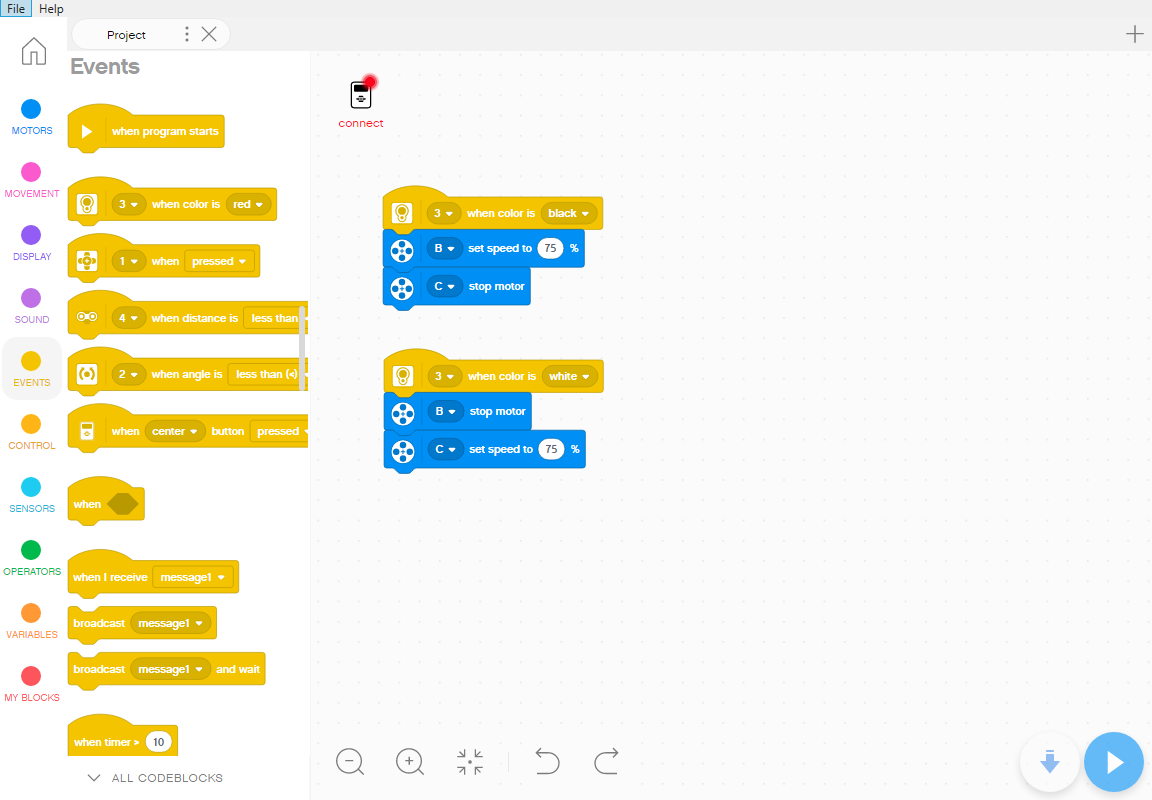 File Help
Project
Events
MOTORS
MOVEMENT
DISPLAY
SOUND
EVENTS
CONTROL
SENSORS
OPERATORS
VARIABLES
MY BLOCKS
when program starts
3 when color is red
1 when pressed
4 when distance is less than
2 when angle is less than (<)
when center button pressed
when
when I receive message1
broadcast message1
broadcast message1 and wait
when timer > 10
ALL CODEBLOCKS
connect
3 when color is black
B set speed to 75 %
C stop motor
3 when color is white
B stop motor
C set speed to 75 %